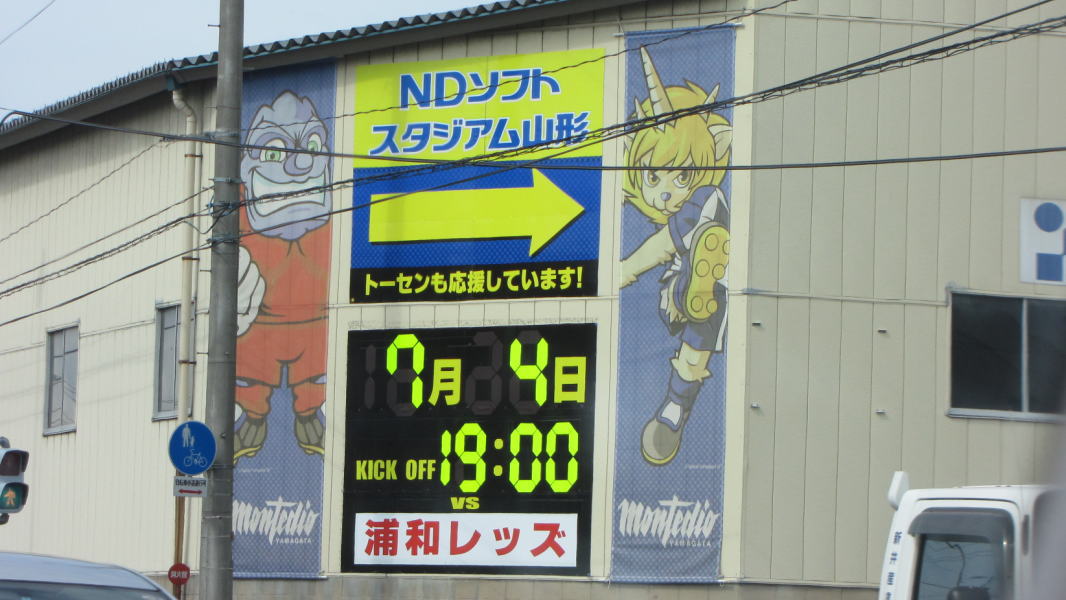 NDソフト
スタジアム山形
トーセンも応援しています!
7月 4日
KICK OFF 19:00
vs
浦和レッズ
Montedio
YAMAGATA
Montedio
YAMAGATA